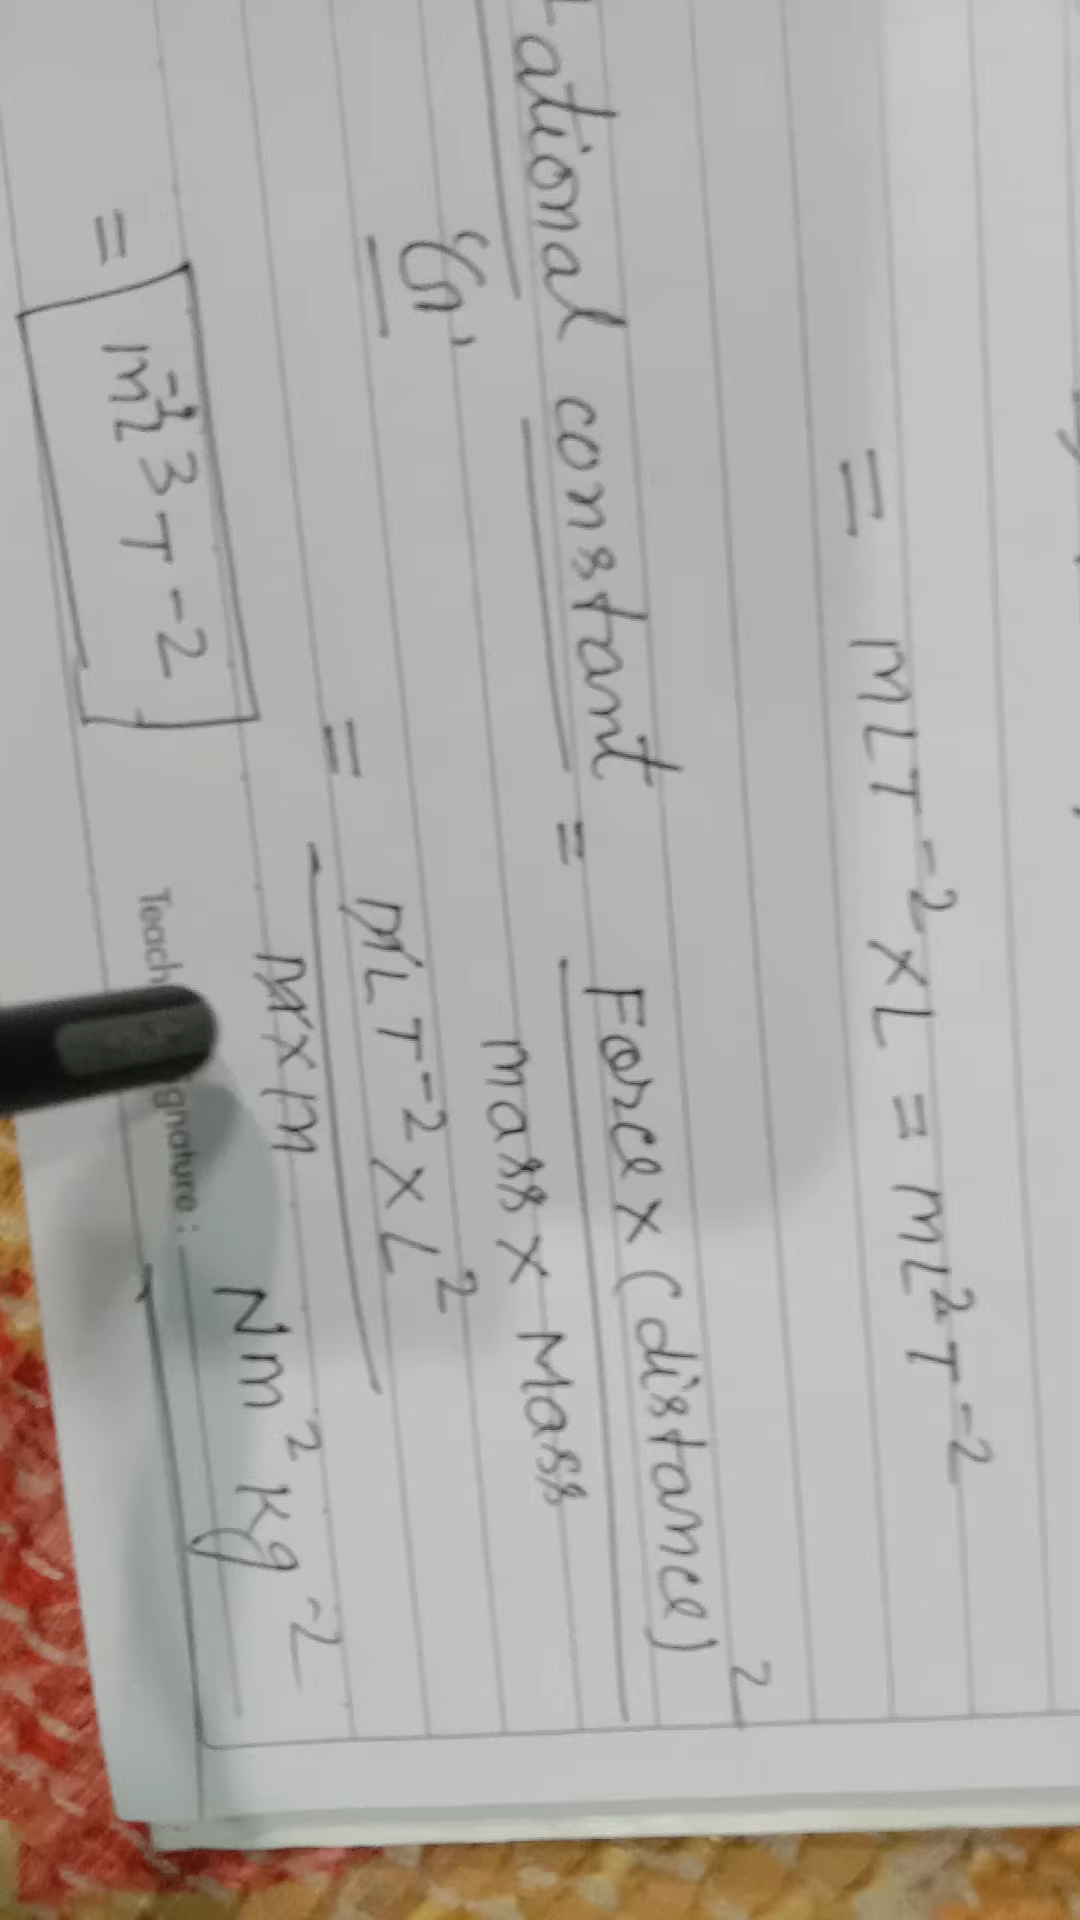 = MLT⁻² x L = ML²T⁻²
ational constant = Force x (distance)²
"G"
mass x Mass
= MLT⁻² x L²
M x M
= [M⁻¹L3T-2]
Nm² kg⁻²
Teach gnature :